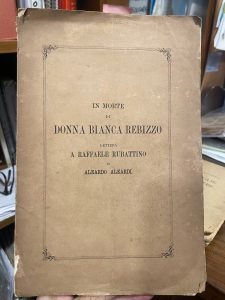 IN MORTE
DI
DONNA BIANCA REBIZZO
LETTERA
A RAFFAELE RUBATTINO
DI
ALEARDO ALEARDI